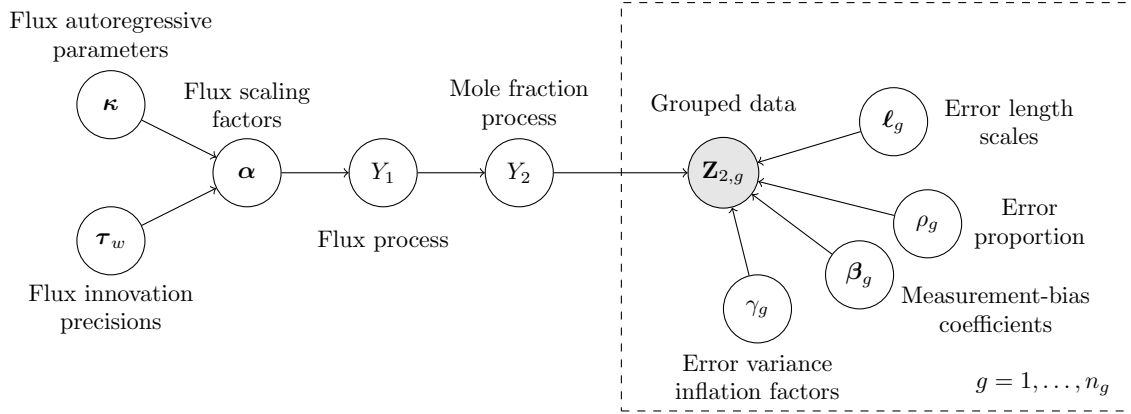 Flux autoregressive
parameters
κ
Flux scaling
factors
α
τ_w
Flux innovation
precisions
Y_1
Flux process
Mole fraction
process
Y_2
Grouped data
Z_{2,g}
ℓ_g
Error length
scales
ρ_g
Error
proportion
β_g
Measurement-bias
coefficients
γ_g
Error variance
inflation factors
g = 1, . . . , n_g